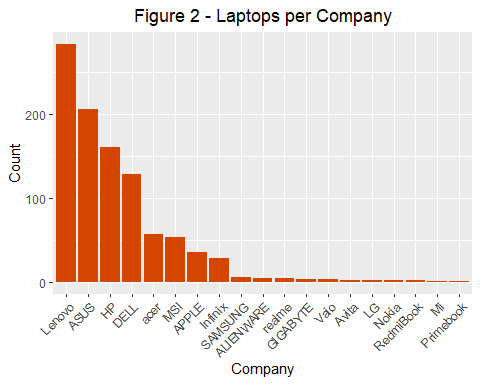 Figure 2 - Laptops per Company
Count
200
100
0
Lenovo
ASUS
HP
DELL
acer
MSI
APPLE
Infinix
SAMSUNG
ALIENWARE
realme
GIGABYTE
Vaio
Avita
LG
Nokia
RedmiBook
Mi
Primebook
Company